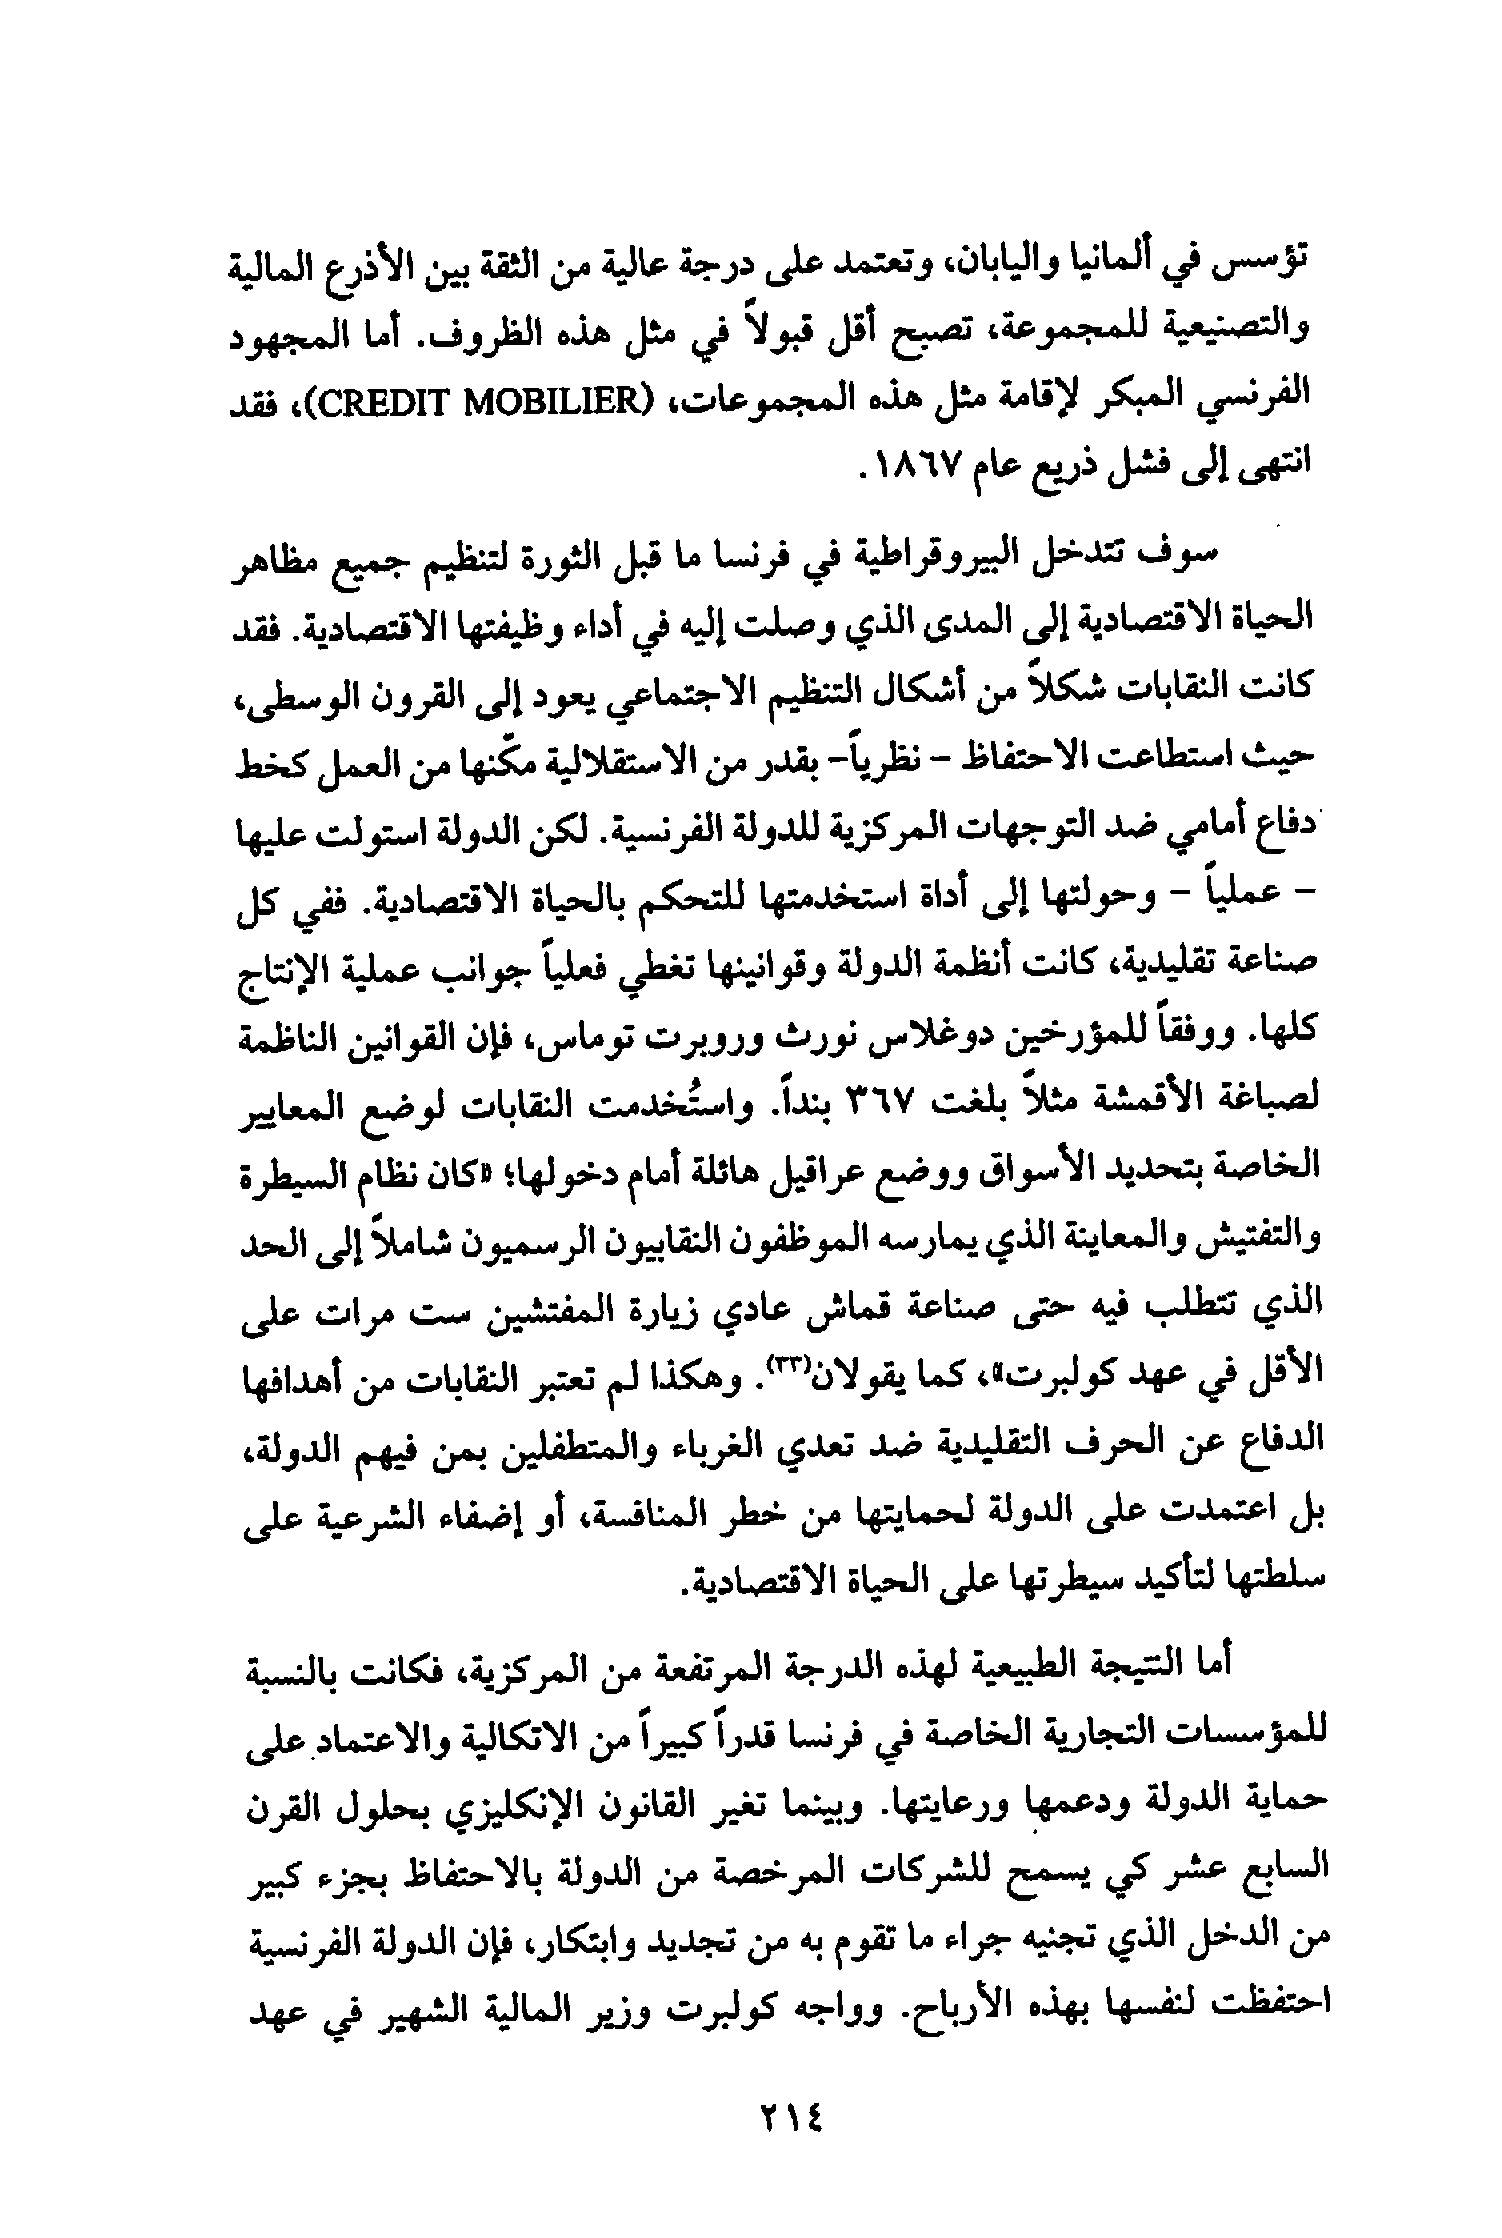 تؤسس في ألمانيا واليابان، وتعتمد على درجة عالية من الثقة بين الأذرع المالية
والتصنيعية للمجموعة، تصبح أقل قبولاً في مثل هذه الظروف. أما المجهود
الفرنسي المبكر لإقامة مثل هذه المجموعات، (CREDIT MOBILIER)، فقد
انتهى إلى فشل ذريع عام ١٨٦٧.
سوف تتدخل البيروقراطية في فرنسا ما قبل الثورة لتنظيم جميع مظاهر
الحياة الاقتصادية إلى المدى الذي وصلت إليه في أداء وظيفتها الاقتصادية. فقد
كانت النقابات شكلاً من أشكال التنظيم الاجتماعي يعود إلى القرون الوسطى،
حيث استطاعت الاحتفاظ - نظرياً- بقدر من الاستقلالية مكّنها من العمل كخط
دفاع أمامي ضد التوجهات المركزية للدولة الفرنسية. لكن الدولة استولت عليها
- عملياً - وحولتها إلى أداة استخدمتها للتحكم بالحياة الاقتصادية. ففي كل
صناعة تقليدية، كانت أنظمة الدولة وقوانينها تغطي فعلياً جوانب عملية الإنتاج
كلها. ووفقاً للمؤرخين دوغلاس نورث وروبرت توماس، فإن القوانين الناظمة
لصباغة الأقمشة مثلاً بلغت ٣٦٧ بنداً. واستُخدمت النقابات لوضع المعايير
الخاصة بتحديد الأسواق ووضع عراقيل هائلة أمام دخولها؛ «كان نظام السيطرة
والتفتيش والمعاينة الذي يمارسه الموظفون النقابيون الرسميون شاملاً إلى الحد
الذي تتطلب فيه حتى صناعة قماش عادي زيارة المفتشين ست مرات على
الأقل في عهد كولبرت»، كما يقولان(٣٣). وهكذا لم تعتبر النقابات من أهدافها
الدفاع عن الحرف التقليدية ضد تعدي الغرباء والمتطفلين بمن فيهم الدولة،
بل اعتمدت على الدولة لحمايتها من خطر المنافسة، أو إضفاء الشرعية على
سلطتها لتأكيد سيطرتها على الحياة الاقتصادية.
أما النتيجة الطبيعية لهذه الدرجة المرتفعة من المركزية، فكانت بالنسبة
للمؤسسات التجارية الخاصة في فرنسا قدراً كبيراً من الاتكالية والاعتماد على
حماية الدولة ودعمها ورعايتها. وبينما تغير القانون الإنكليزي بحلول القرن
السابع عشر كي يسمح للشركات المرخصة من الدولة بالاحتفاظ بجزء كبير
من الدخل الذي تجنيه جراء ما تقوم به من تجديد وابتكار، فإن الدولة الفرنسية
احتفظت لنفسها بهذه الأرباح. وواجه كولبرت وزير المالية الشهير في عهد
٢١٤